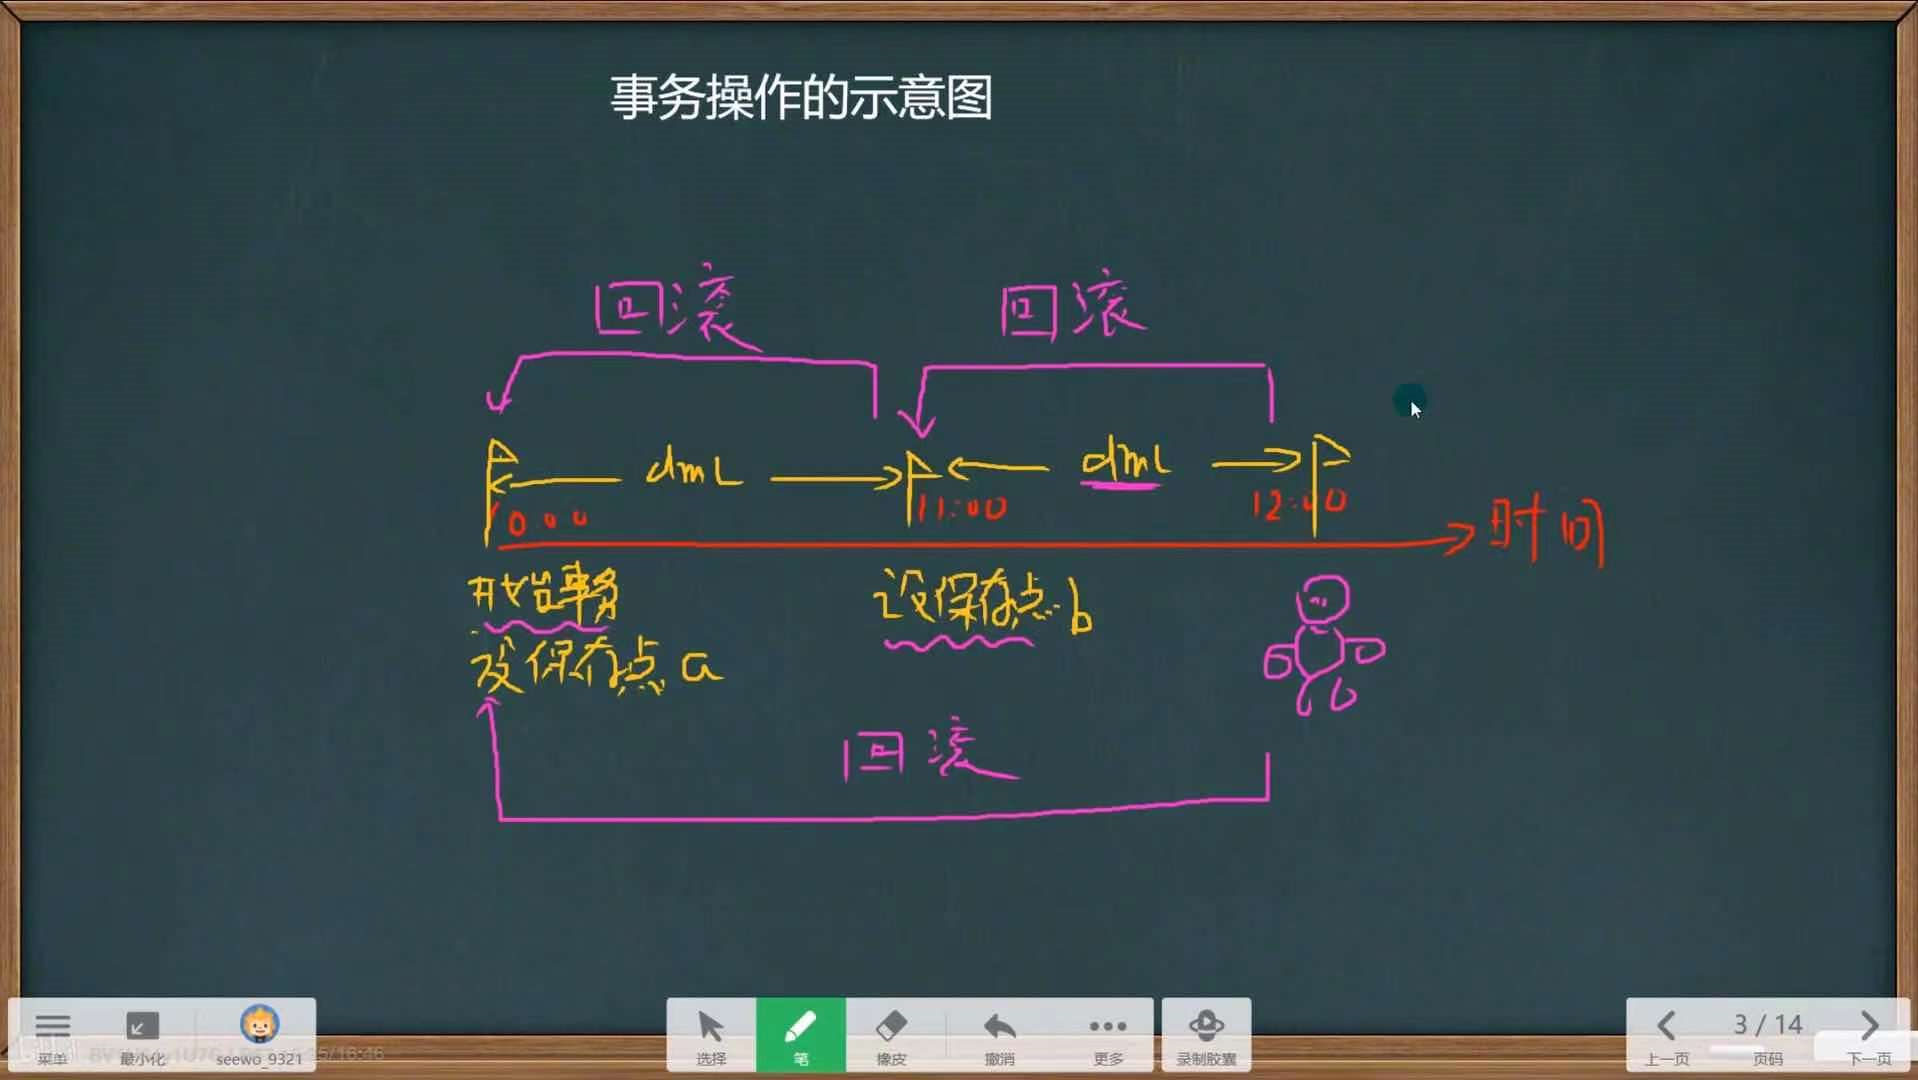 事务操作的示意图
回滚 回滚
dml dml
10:00 11:00 12:00
时间
开始事务 设保存点 b
设保存点 a
回滚
菜单 最小化 seewo_9321 选择 笔 橡皮 撤消 更多 录制胶囊 上一页 3 / 14 页码 下一页